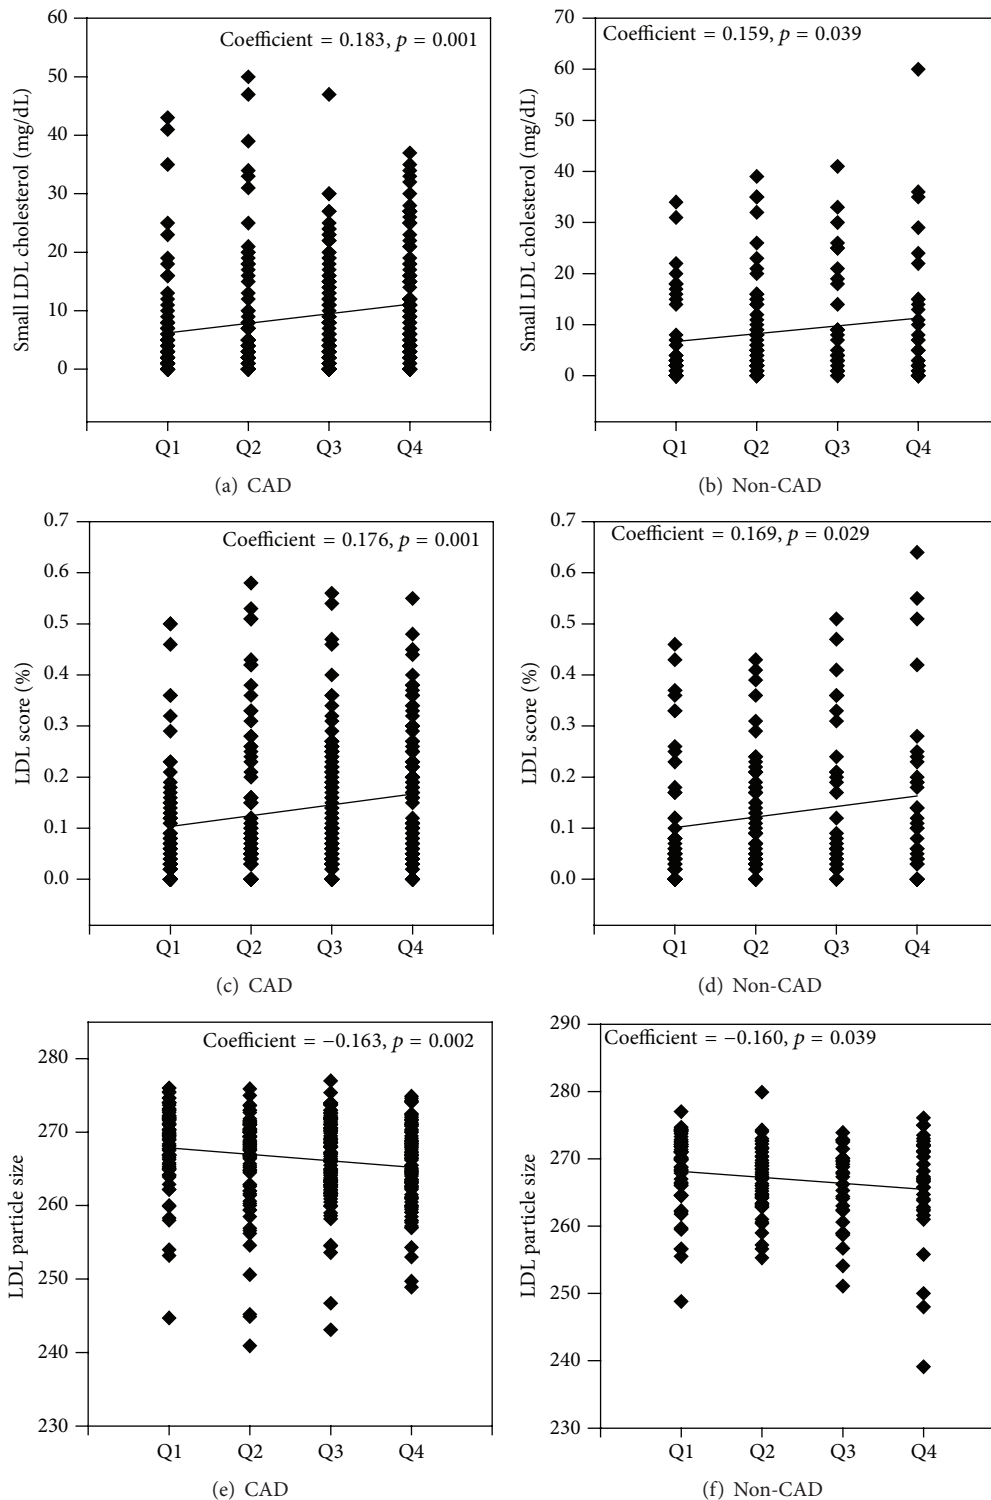 Coefficient = 0.183, p = 0.001
Small LDL cholesterol (mg/dL)
60
50
40
30
20
10
0
Q1 Q2 Q3 Q4
(a) CAD
Coefficient = 0.159, p = 0.039
Small LDL cholesterol (mg/dL)
70
60
50
40
30
20
10
0
Q1 Q2 Q3 Q4
(b) Non-CAD
Coefficient = 0.176, p = 0.001
LDL score (%)
0.7
0.6
0.5
0.4
0.3
0.2
0.1
0.0
Q1 Q2 Q3 Q4
(c) CAD
Coefficient = 0.169, p = 0.029
LDL score (%)
0.7
0.6
0.5
0.4
0.3
0.2
0.1
0.0
Q1 Q2 Q3 Q4
(d) Non-CAD
Coefficient = −0.163, p = 0.002
LDL particle size
280
270
260
250
240
230
Q1 Q2 Q3 Q4
(e) CAD
Coefficient = −0.160, p = 0.039
LDL particle size
290
280
270
260
250
240
230
Q1 Q2 Q3 Q4
(f) Non-CAD